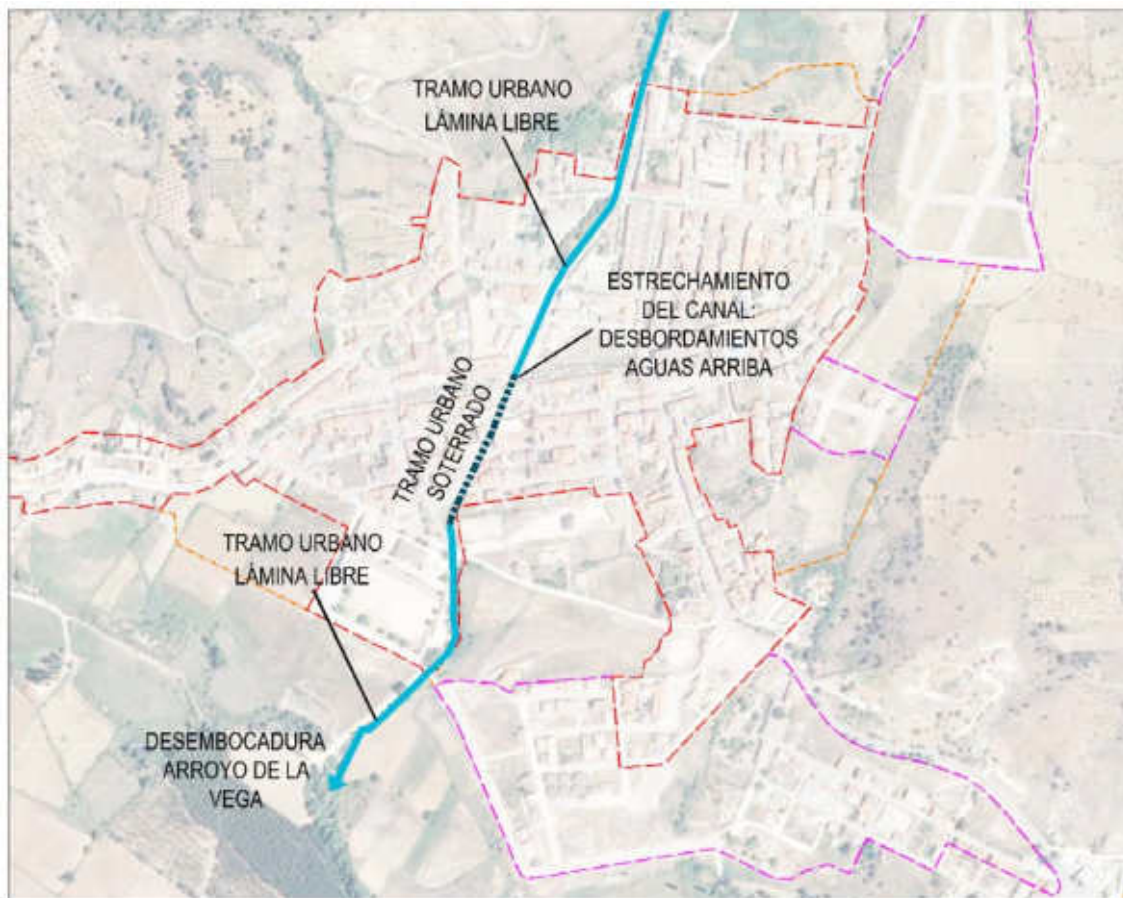 TRAMO URBANO
LÁMINA LIBRE
ESTRECHAMIENTO
DEL CANAL:
DESBORDAMIENTOS
AGUAS ARRIBA
TRAMO URBANO
SOTERRADO
TRAMO URBANO
LÁMINA LIBRE
DESEMBOCADURA
ARROYO DE LA
VEGA